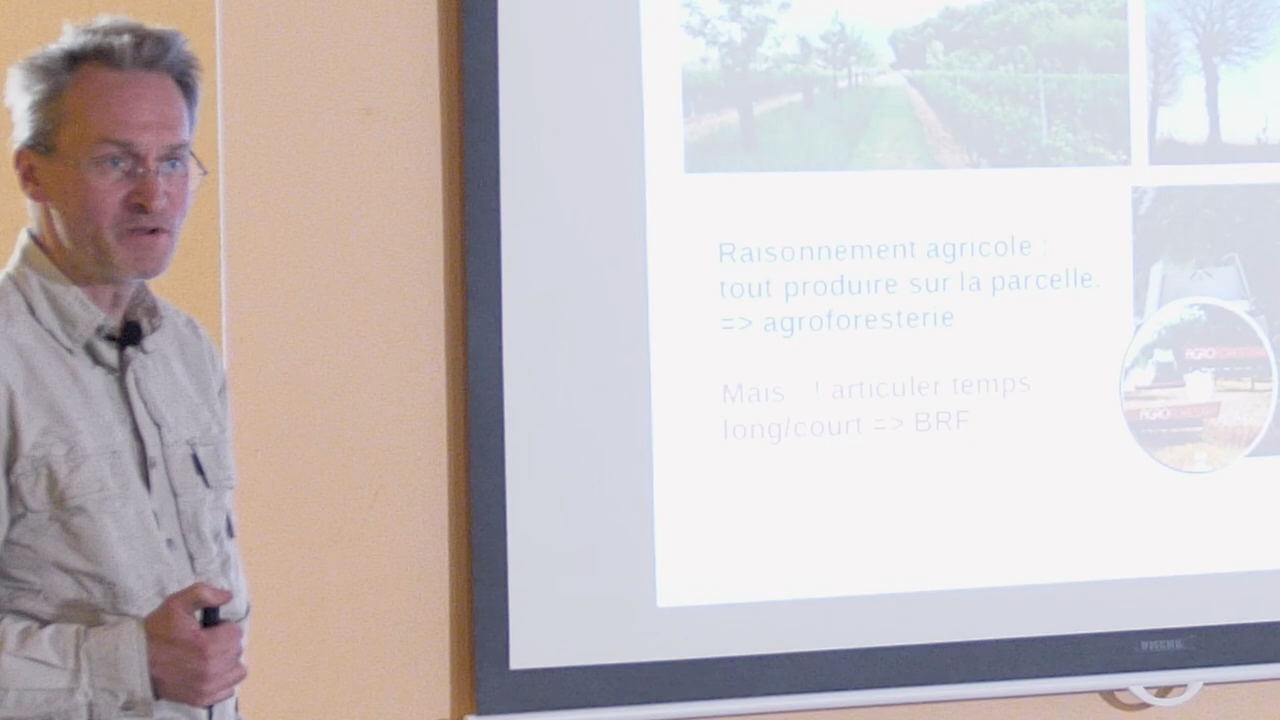 Raisonnement agricole :
tout produire sur la parcelle.
=> agroforesterie
Mais ! articuler temps
long/court => BRF